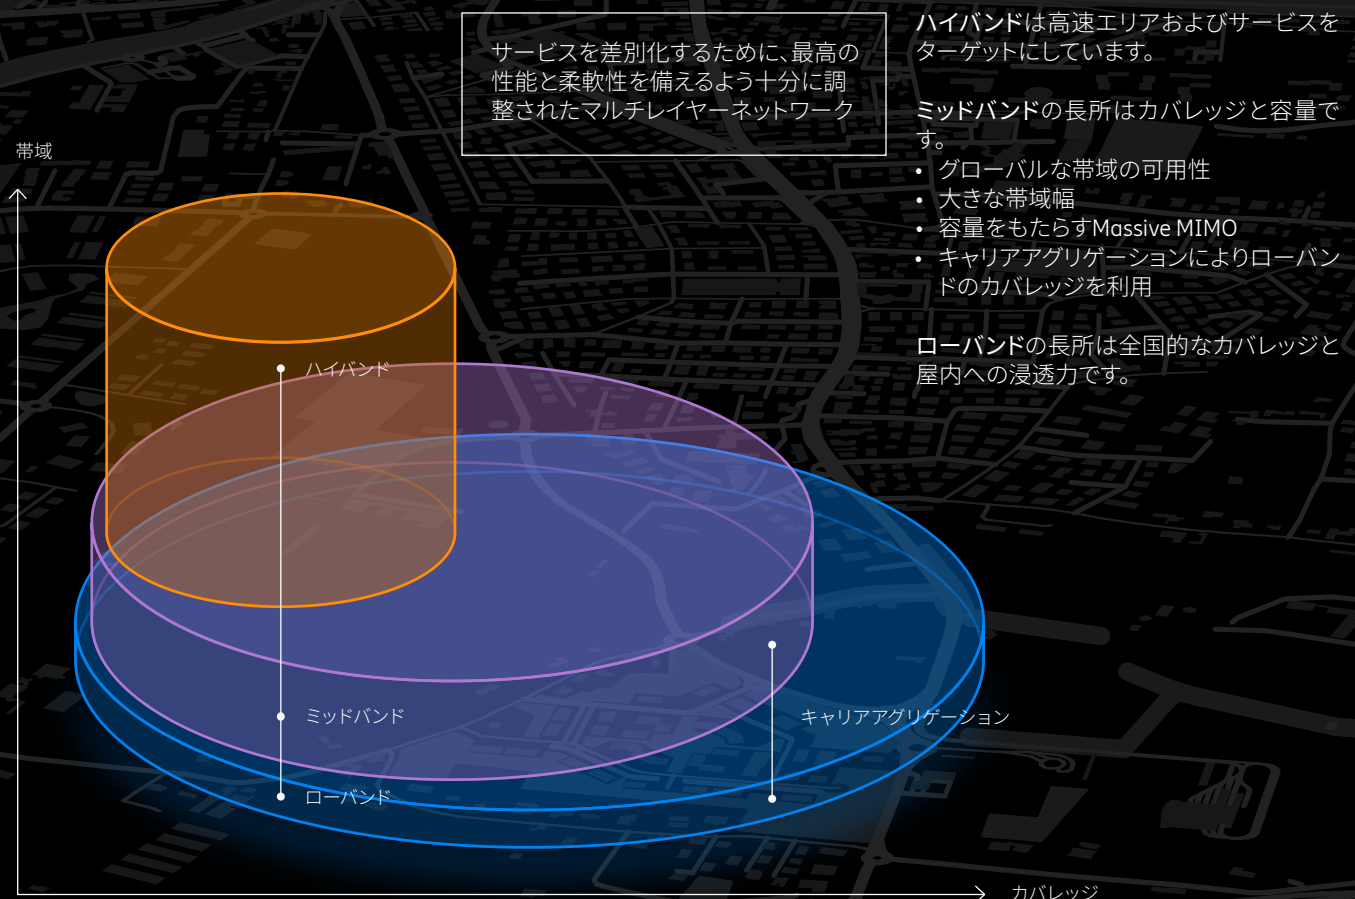 サービスを差別化するために、最高の
性能と柔軟性を備えるよう十分に調
整されたマルチレイヤーネットワーク
ハイバンドは高速エリアおよびサービスを
ターゲットにしています。
ミッドバンドの長所はカバレッジと容量で
す。
• グローバルな帯域の可用性
• 大きな帯域幅
• 容量をもたらすMassive MIMO
• キャリアアグリゲーションによりローバン
ドのカバレッジを利用
ローバンドの長所は全国的なカバレッジと
屋内への浸透力です。
帯域
ハイバンド
ミッドバンド
キャリアアグリゲーション
ローバンド
カバレッジ